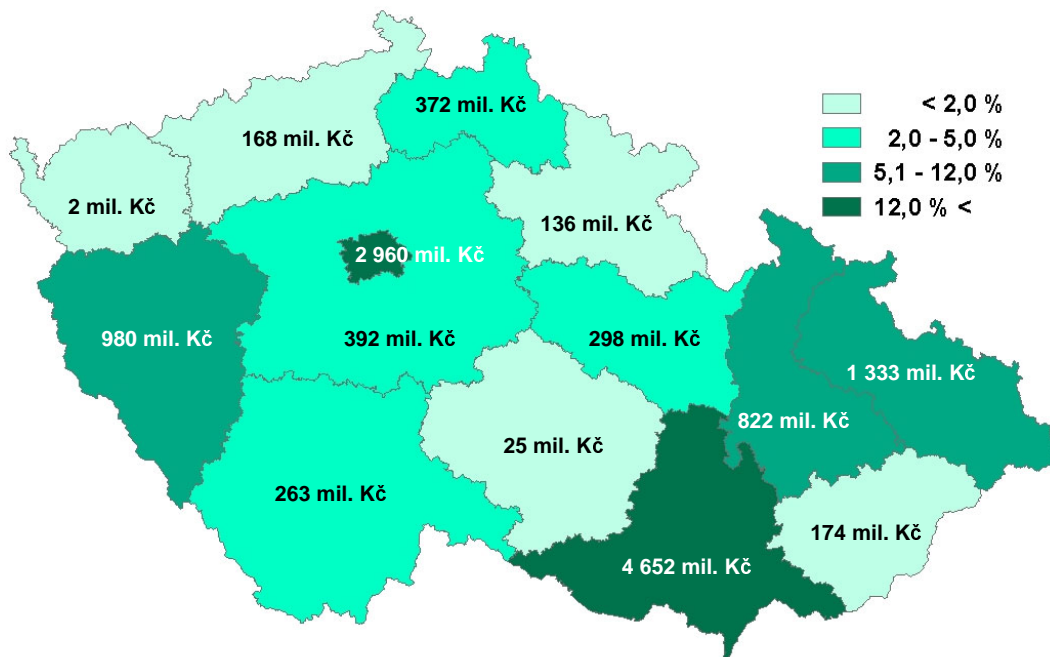 372 mil. Kč
168 mil. Kč
2 mil. Kč
136 mil. Kč
2 960 mil. Kč
980 mil. Kč
392 mil. Kč
298 mil. Kč
1 333 mil. Kč
822 mil. Kč
25 mil. Kč
263 mil. Kč
174 mil. Kč
4 652 mil. Kč
< 2,0 %
2,0 - 5,0 %
5,1 - 12,0 %
12,0 % <